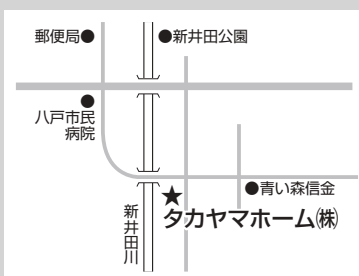 郵便局●
●新井田公園
●
八戸市民
病院
●青い森信金
★
タカヤマホーム㈱
新井田川